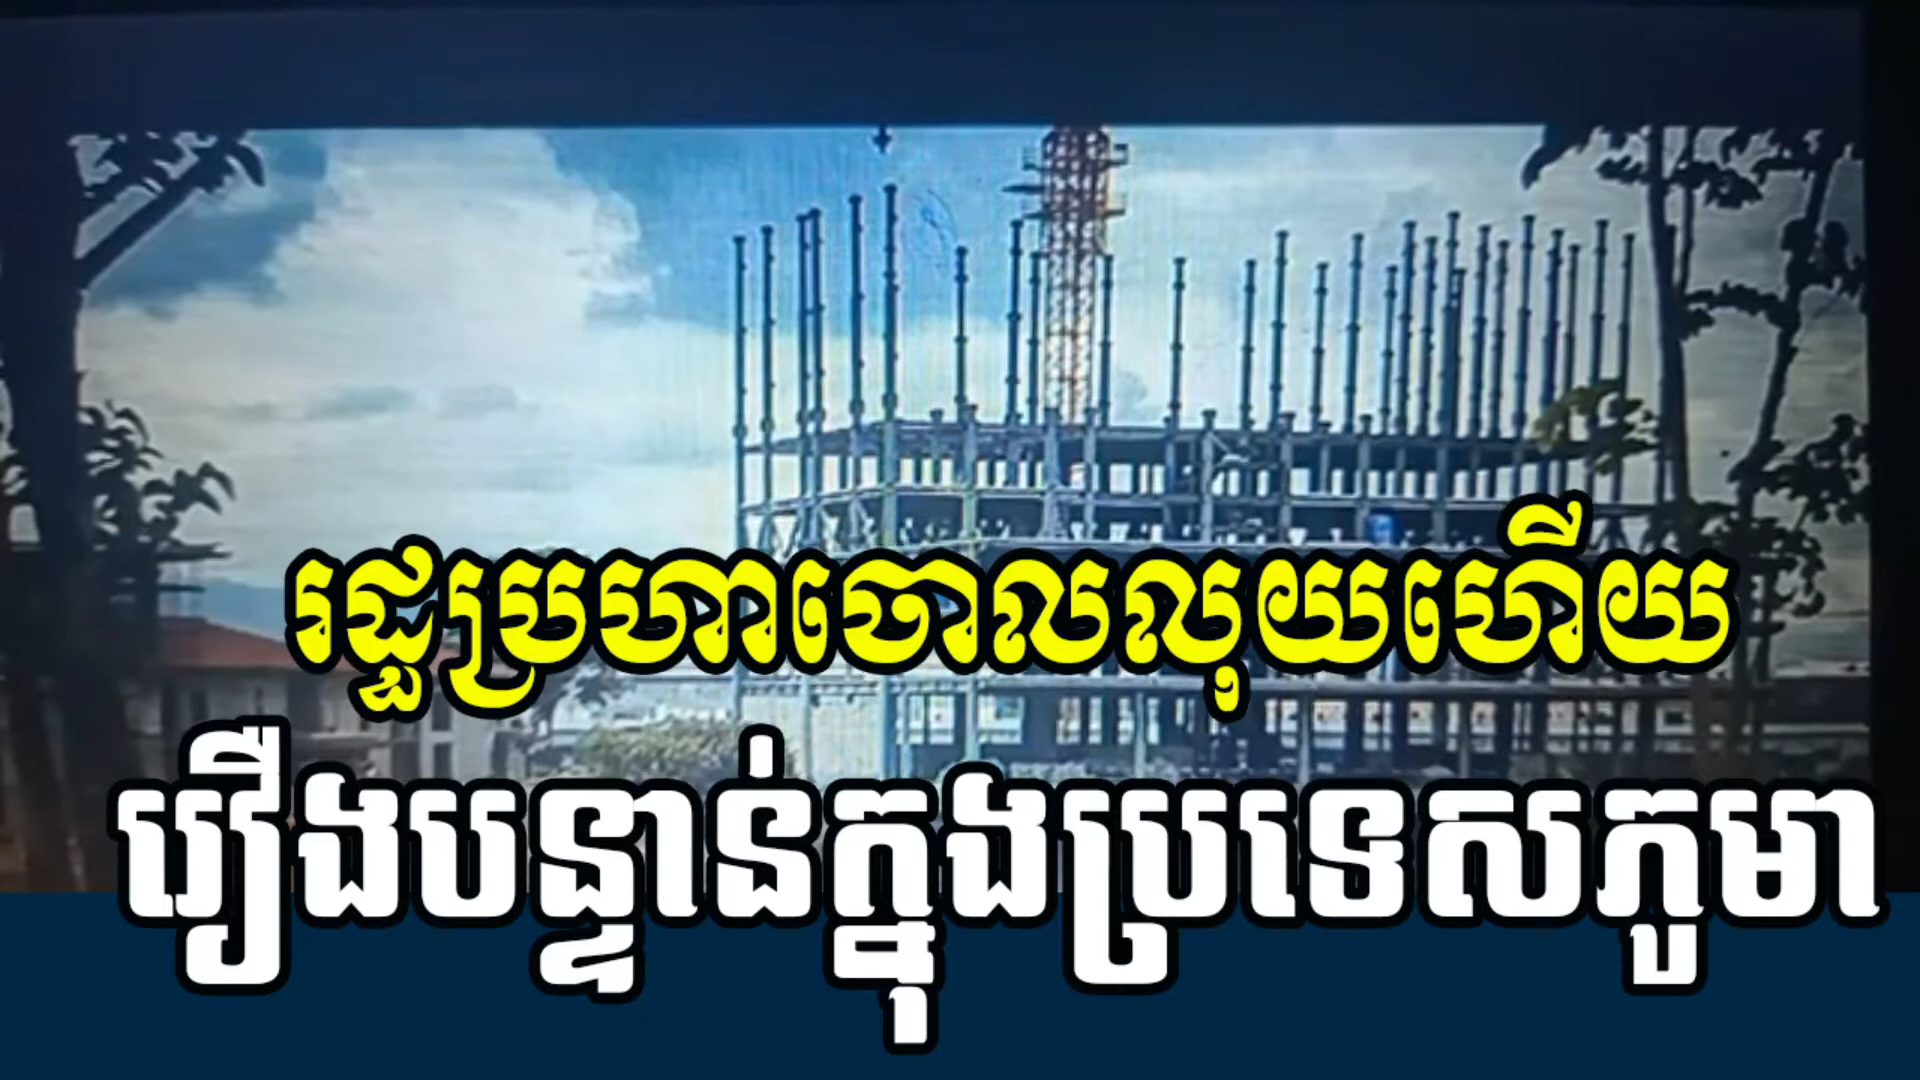 រដ្ឋប្រហាចោលលុយហើយ
រឿងបន្ទាន់ក្នុងប្រទេសភូមា